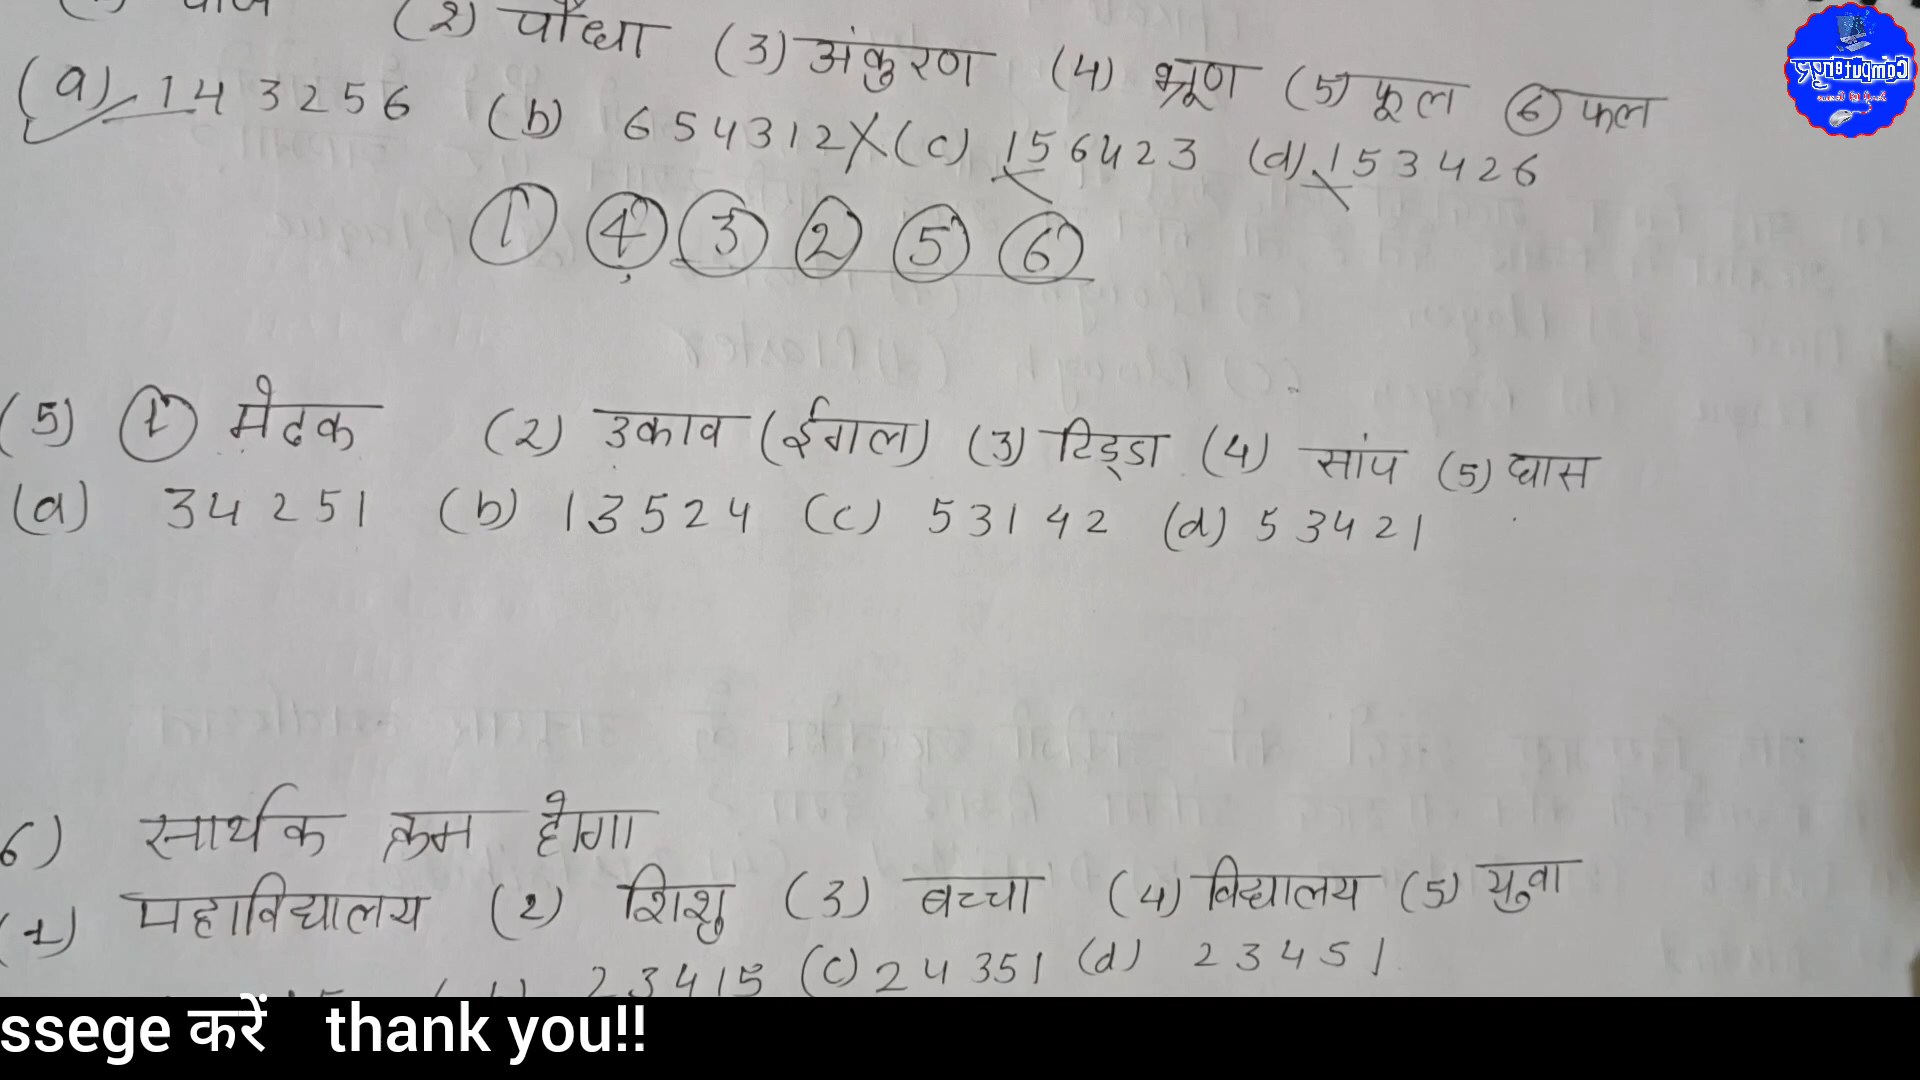 (2) पौधा (3) अंकुरण (4) भ्रूण (5) फूल (6) फल
(a) 143256 (b) 654312 (c) 156423 (d) 153426
1 4 3 2 5 6
(5) (1) मेढक (2) उकाव (ईगल) (3) टिड्डा (4) सांप (5) घास
(a) 34251 (b) 13524 (c) 53142 (d) 53421
6) सार्थक क्रम होगा
(1) महाविद्यालय (2) शिशु (3) बच्चा (4) विद्यालय (5) युवा
23415 (c) 24351 (d) 23451
ssege करें thank you!!